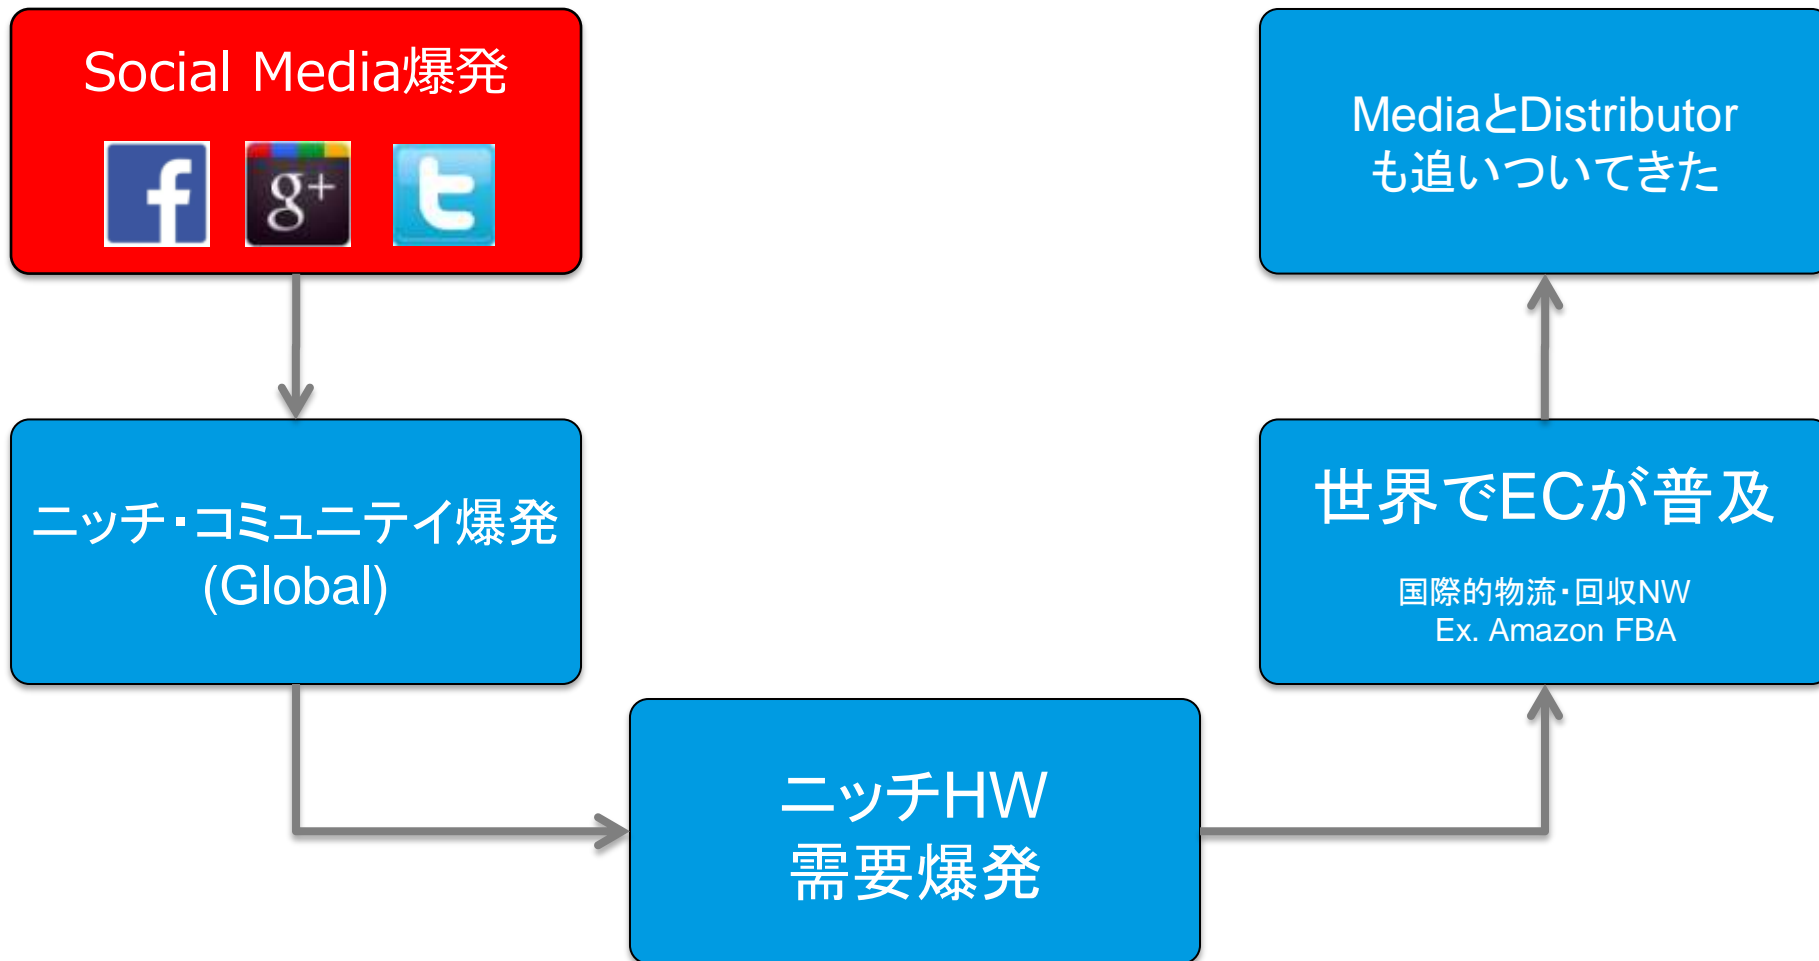 Social Media爆発
f
g+
t
ニッチ・コミュニテイ爆発
(Global)
ニッチHW
需要爆発
世界でECが普及
国際的物流・回収NW
Ex. Amazon FBA
MediaとDistributor
も追いついてきた